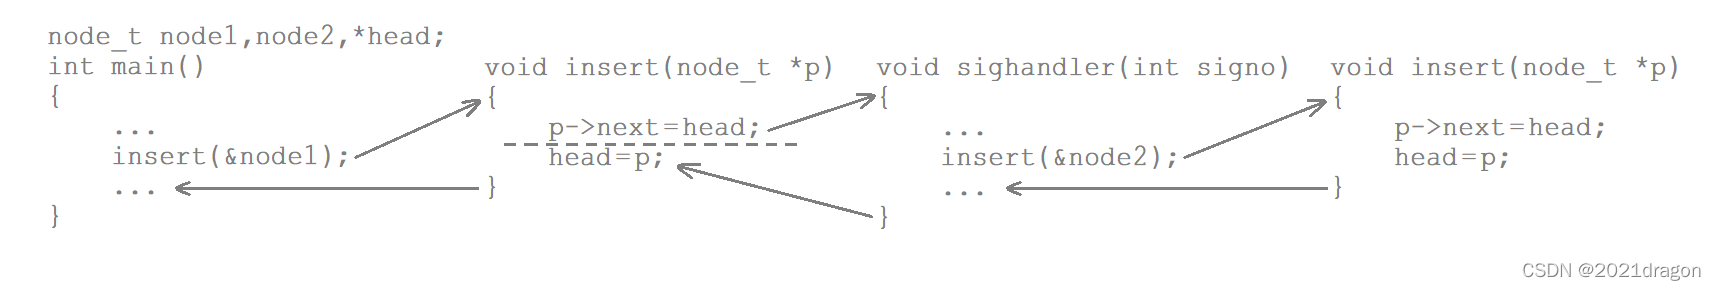 node_t node1,node2,*head;
int main()
{
...
insert(&node1);
...
}
void insert(node_t *p)
{
p->next=head;
head=p;
}
void sighandler(int signo)
{
...
insert(&node2);
...
}
void insert(node_t *p)
{
p->next=head;
head=p;
}
CSDN @2021dragon